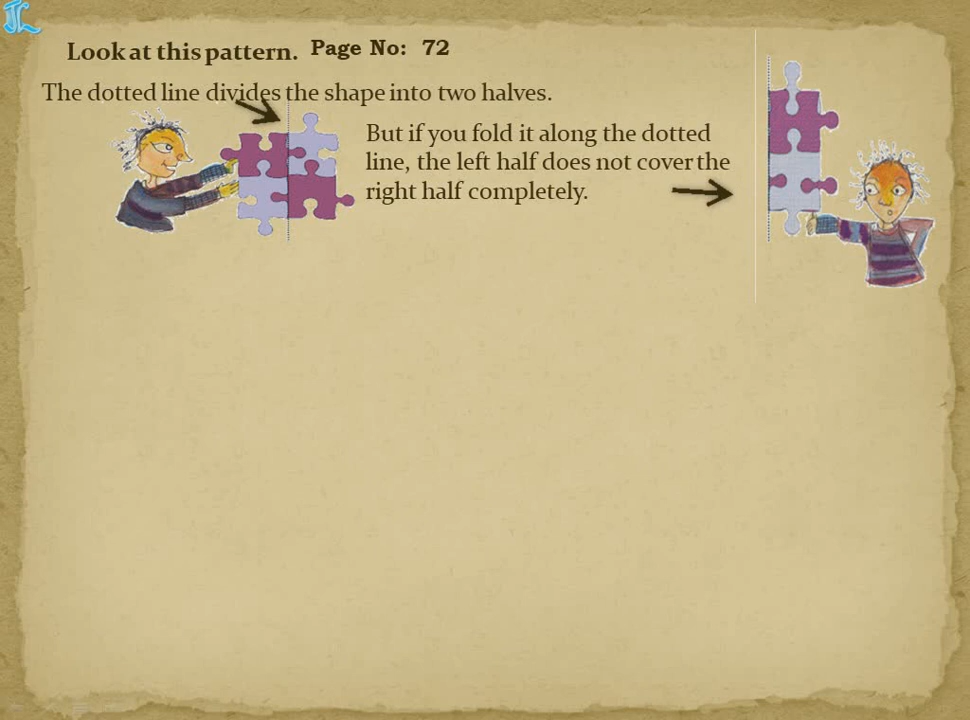 JL
Look at this pattern. Page No: 72
The dotted line divides the shape into two halves.
But if you fold it along the dotted
line, the left half does not cover the
right half completely.